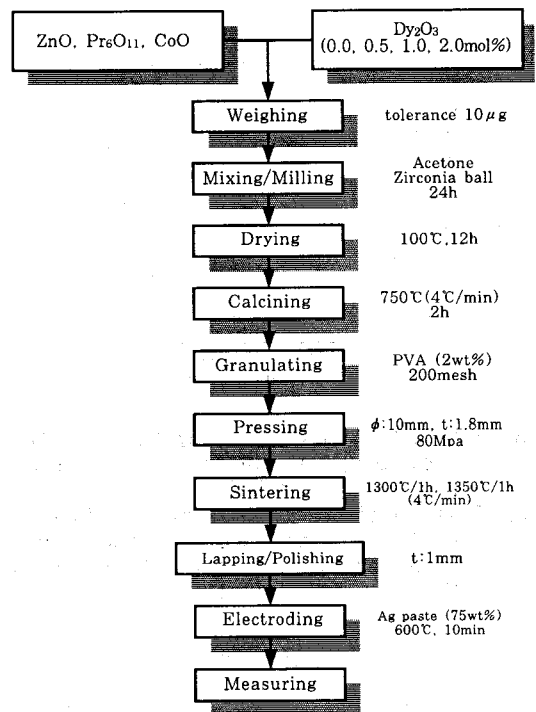 ZnO, Pr₆O₁₁, CoO
Dy₂O₃
(0.0, 0.5, 1.0, 2.0mol%)
Weighing
tolerance 10μg
Mixing/Milling
Acetone
Zirconia ball
24h
Drying
100℃,12h
Calcining
750℃(4℃/min)
2h
Granulating
PVA (2wt%)
200mesh
Pressing
ϕ:10mm, t:1.8mm
80Mpa
Sintering
1300℃/1h, 1350℃/1h
(4℃/min)
Lapping/Polishing
t:1mm
Electroding
Ag paste (75wt%)
600℃, 10min
Measuring